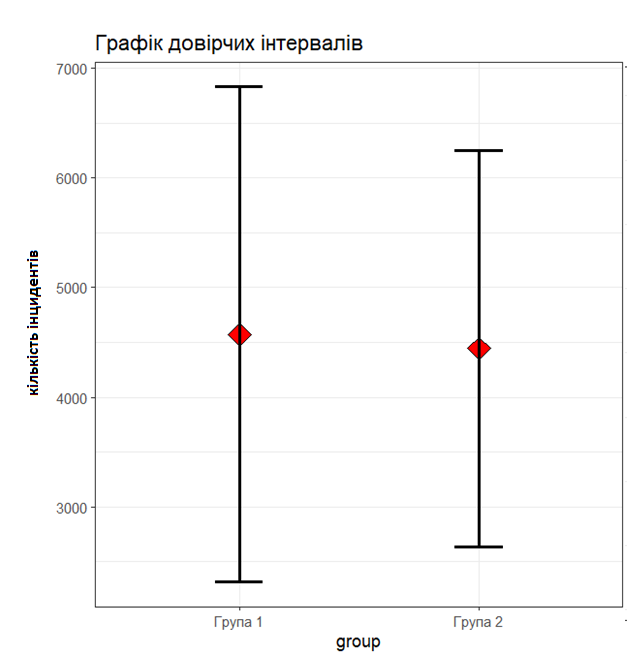 Графік довірчих інтервалів
7000
6000
5000
4000
3000
кількість інцидентів
Група 1
Група 2
group